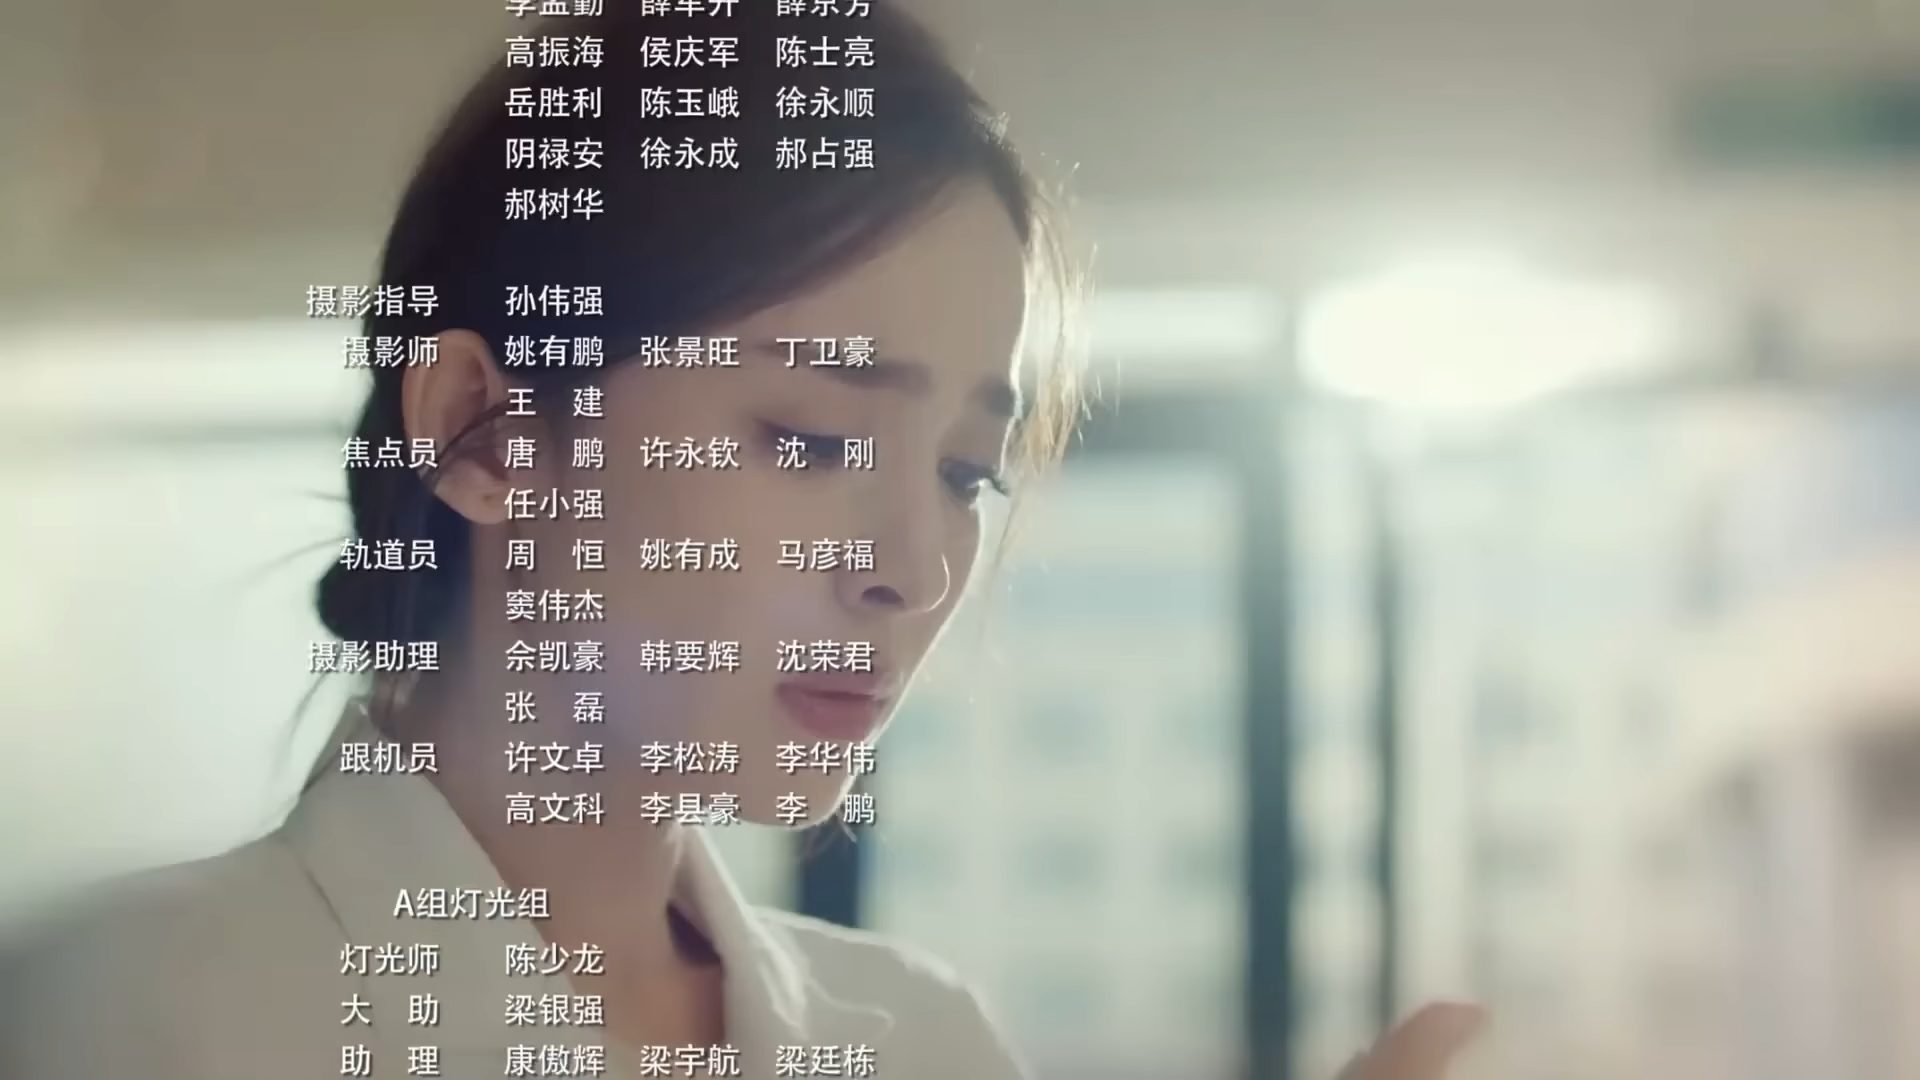 高振海 侯庆军 陈士亮
岳胜利 陈玉峨 徐永顺
阴禄安 徐永成 郝占强
郝树华
摄影指导 孙伟强
摄影师 姚有鹏 张景旺 丁卫豪
王 建
焦点员 唐 鹏 许永钦 沈 刚
任小强
轨道员 周 恒 姚有成 马彦福
窦伟杰
摄影助理 佘凯豪 韩要辉 沈荣君
张 磊
跟机员 许文卓 李松涛 李华伟
高文科 李县豪 李 鹏
A组灯光组
灯光师 陈少龙
大 助 梁银强
助 理 康傲辉 梁宇航 梁廷栋